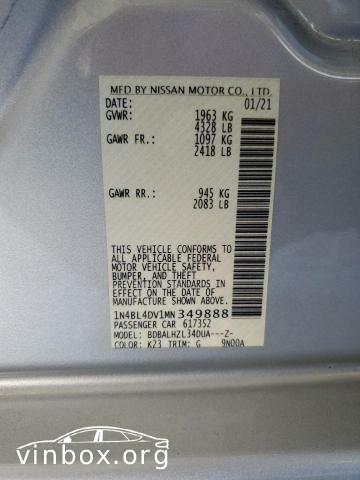 MFD BY NISSAN MOTOR CO., LTD.
DATE: 01/21
GVWR: 1963 KG
4328 LB
GAWR FR.: 1097 KG
2418 LB
GAWR RR.: 945 KG
2083 LB
THIS VEHICLE CONFORMS TO
ALL APPLICABLE FEDERAL
MOTOR VEHICLE SAFETY,
BUMPER, AND THEFT
PREVENTION STANDARDS IN
EFFECT ON THE DATE OF
MANUFACTURE SHOWN ABOVE.
1N4BL4DV1MN349888
PASSENGER CAR 617352
MODEL: BDBALHZL34DUA---Z-
COLOR: K23 TRIM: G 9N00A
vinbox.org